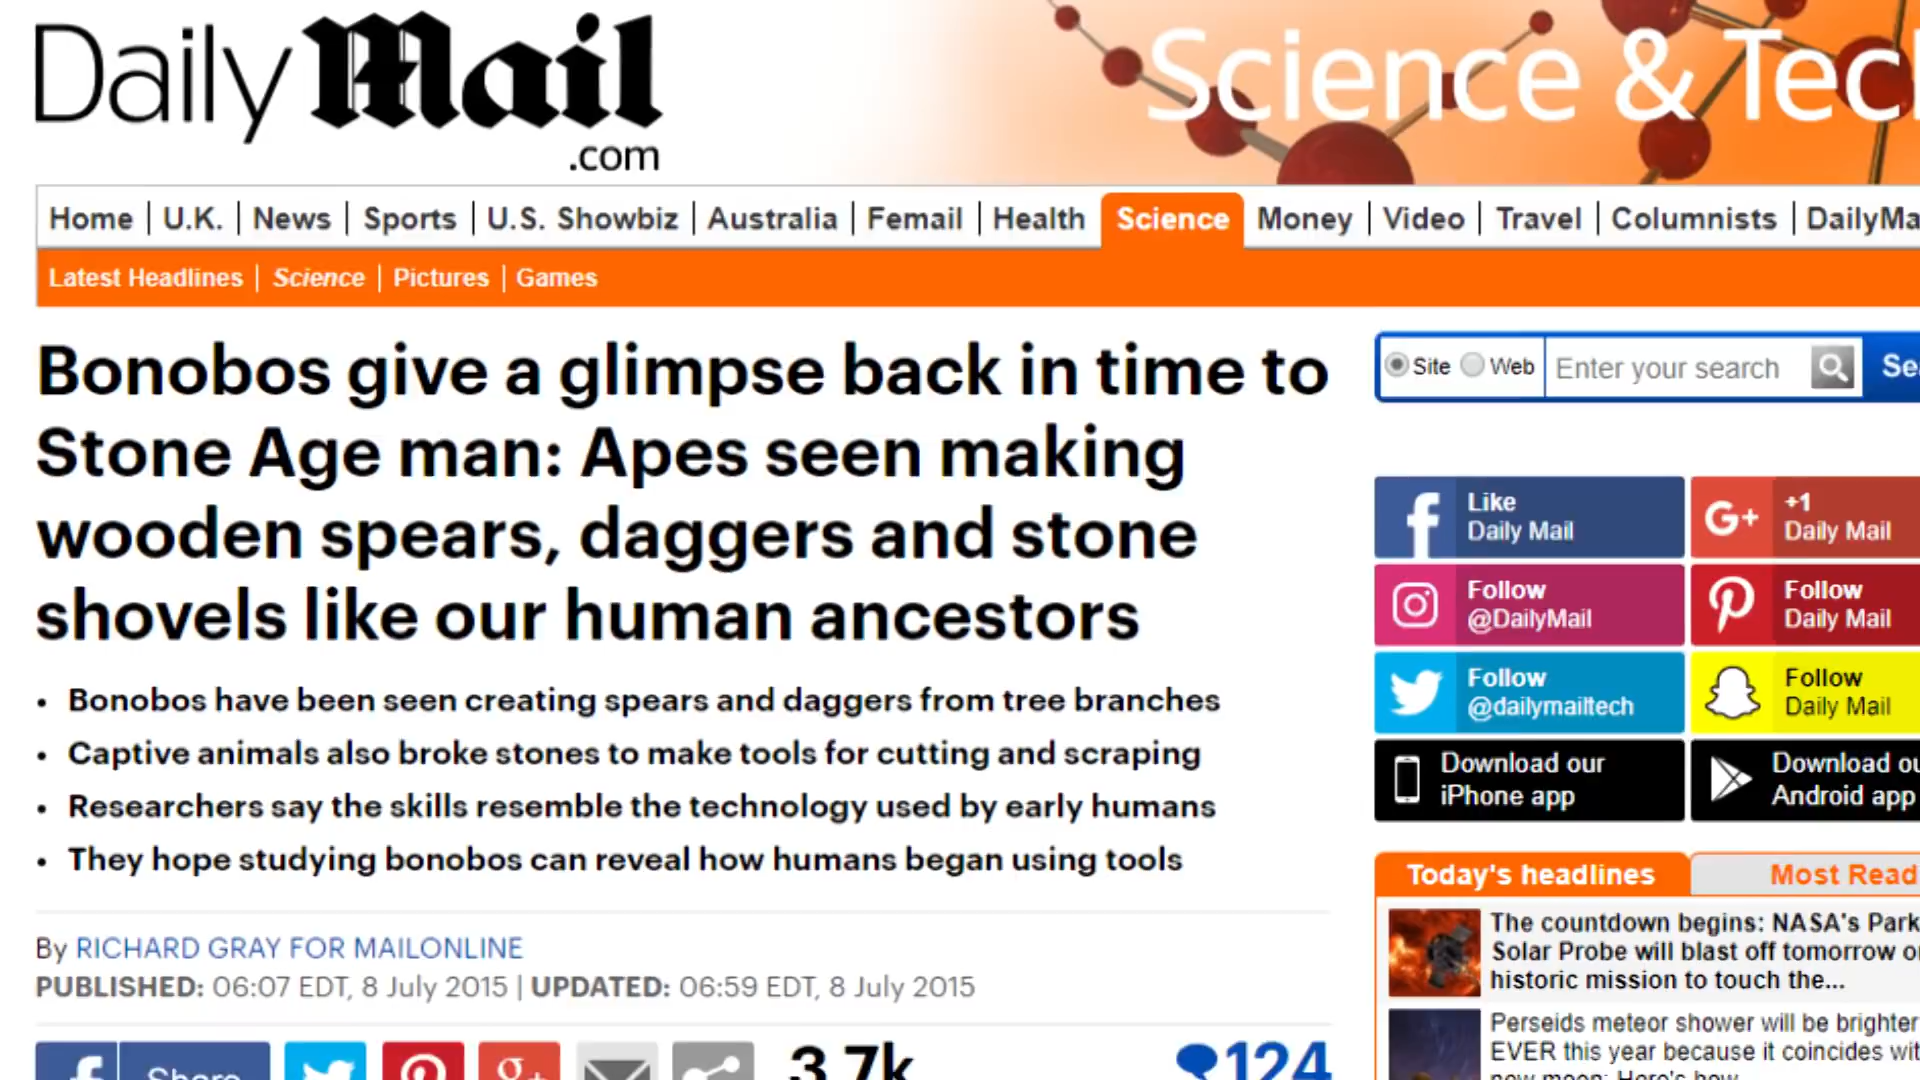 Daily Mail
.com
Science & Tec
Home | U.K. | News | Sports | U.S. Showbiz | Australia | Femail | Health | Science | Money | Video | Travel | Columnists | DailyMa
Latest Headlines | Science | Pictures | Games
Bonobos give a glimpse back in time to
Stone Age man: Apes seen making
wooden spears, daggers and stone
shovels like our human ancestors
• Bonobos have been seen creating spears and daggers from tree branches
• Captive animals also broke stones to make tools for cutting and scraping
• Researchers say the skills resemble the technology used by early humans
• They hope studying bonobos can reveal how humans began using tools
By RICHARD GRAY FOR MAILONLINE
PUBLISHED: 06:07 EDT, 8 July 2015 | UPDATED: 06:59 EDT, 8 July 2015
Share
3.7k
124
Site Web Enter your search Sea
Like
Daily Mail
+1
Daily Mail
Follow
@DailyMail
Follow
Daily Mail
Follow
@dailymailtech
Follow
Daily Mail
Download our
iPhone app
Download ou
Android app
Today's headlines
Most Read
The countdown begins: NASA's Park
Solar Probe will blast off tomorrow o
historic mission to touch the...
Perseids meteor shower will be brighter
EVER this year because it coincides wit
new moon: Here's how